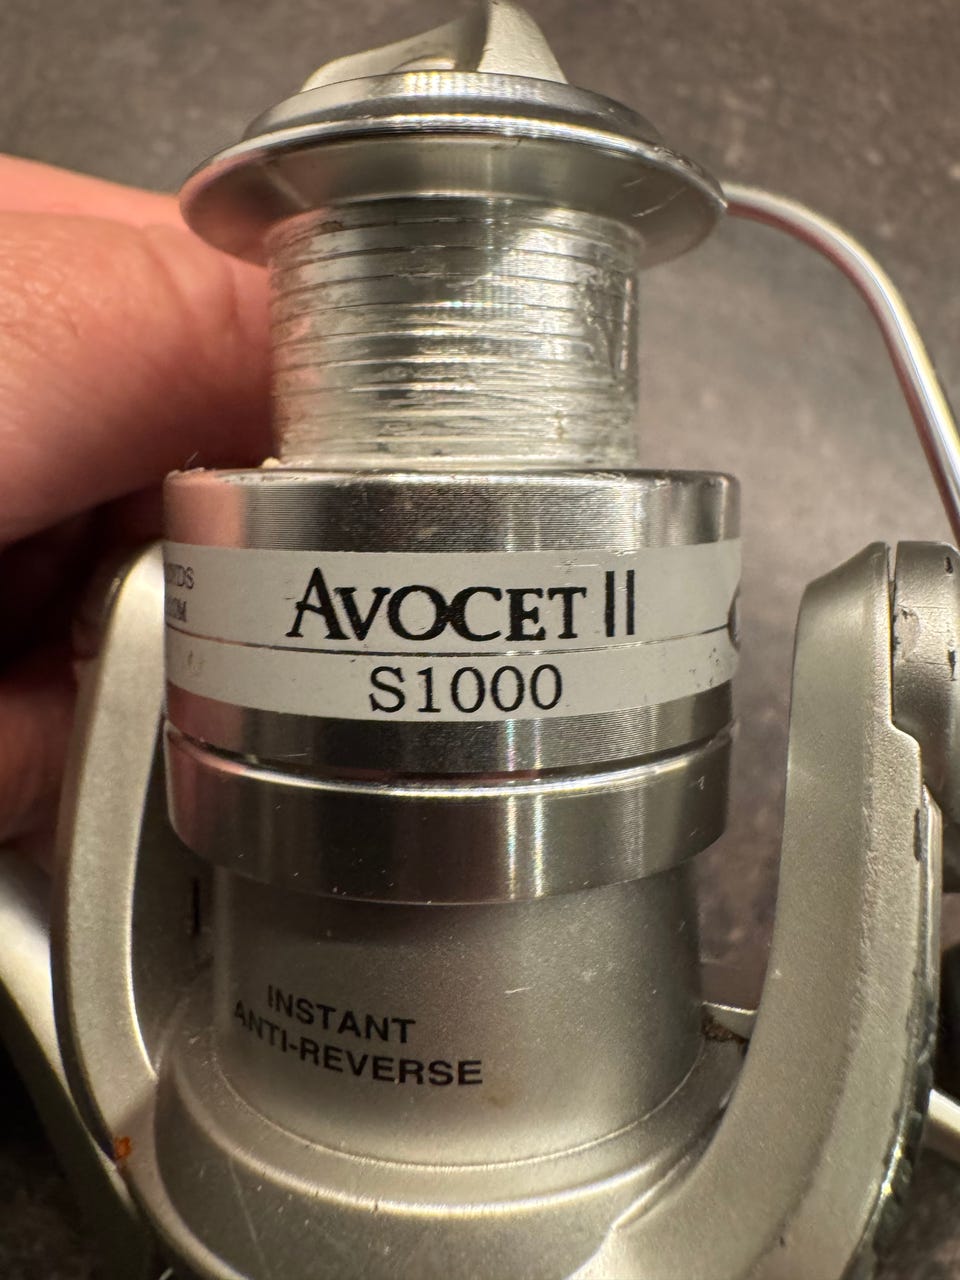 AVOCET II
S1000
INSTANT
ANTI-REVERSE